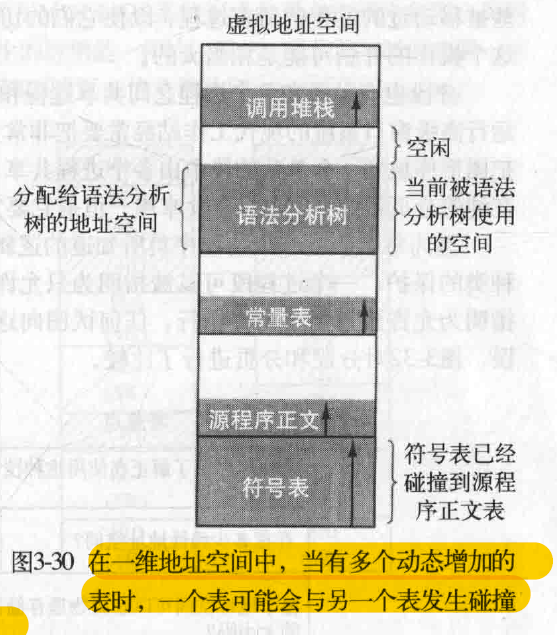 虚拟地址空间
调用堆栈
空闲
分配给语法分析
树的地址空间
语法分析树
当前被语法
分析树使用
的空间
常量表
源程序正文
符号表
符号表已经
碰撞到源程
序正文表
图3-30 在一维地址空间中，当有多个动态增加的
表时，一个表可能会与另一个表发生碰撞